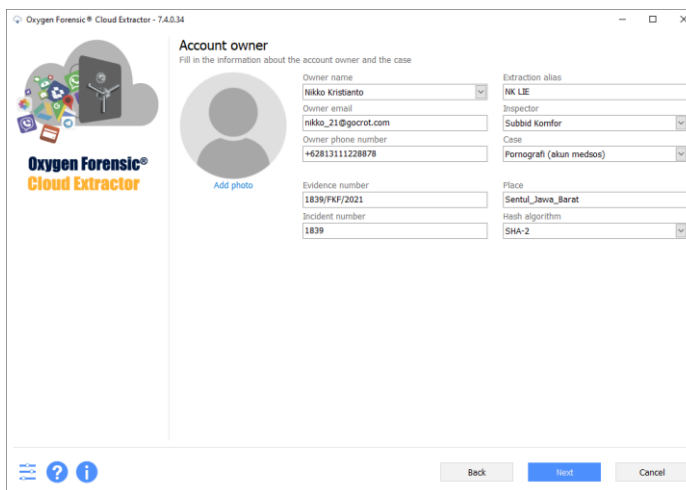 Oxygen Forensic® Cloud Extractor - 7.4.0.34
Oxygen Forensic®
Cloud Extractor
Account owner
Fill in the information about the account owner and the case
Add photo
Owner name
Nikko Kristianto
Owner email
nikko_21@gocrot.com
Owner phone number
+62813111228878
Evidence number
1839/FKF/2021
Incident number
1839
Extraction alias
NK LIE
Inspector
Subbid Komfor
Case
Pornografi (akun medsos)
Place
Sentul_Jawa_Barat
Hash algorithm
SHA-2
Back
Next
Cancel